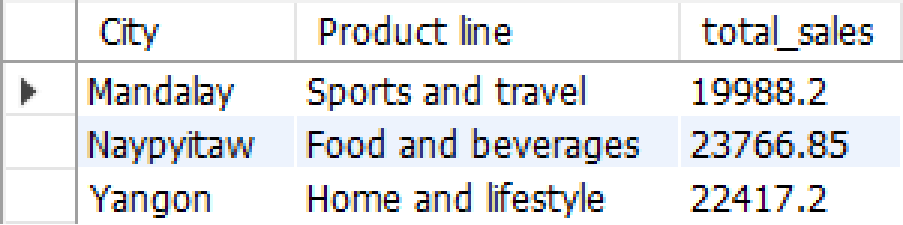 City Product line total_sales
Mandalay Sports and travel 19988.2
Naypyitaw Food and beverages 23766.85
Yangon Home and lifestyle 22417.2